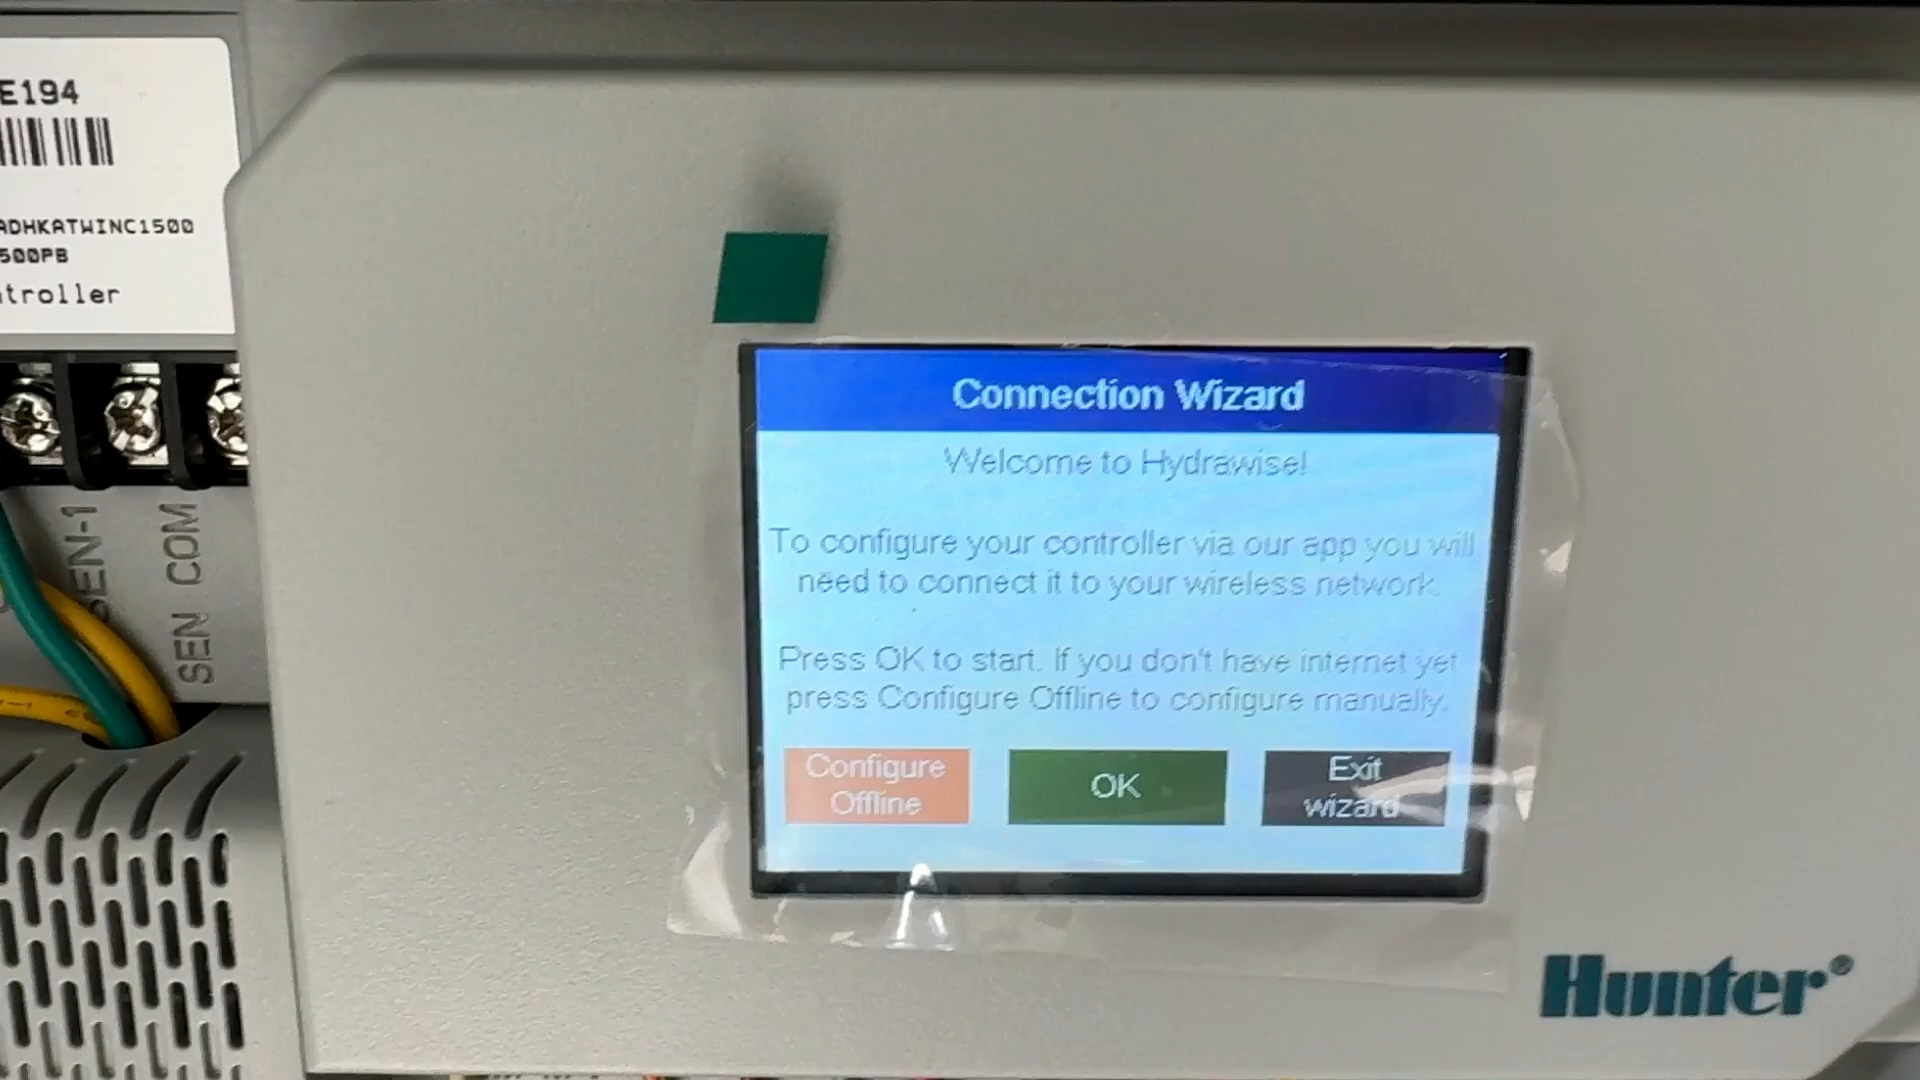 E194
ADHKATWINC1500
500PB
troller
SEN-1
SEN COM
Connection Wizard
Welcome to Hydrawise!
To configure your controller via our app you will
need to connect it to your wireless network.
Press OK to start. If you don't have internet yet
press Configure Offline to configure manually.
Configure
Offline
OK
Exit
wizard
Hunter®